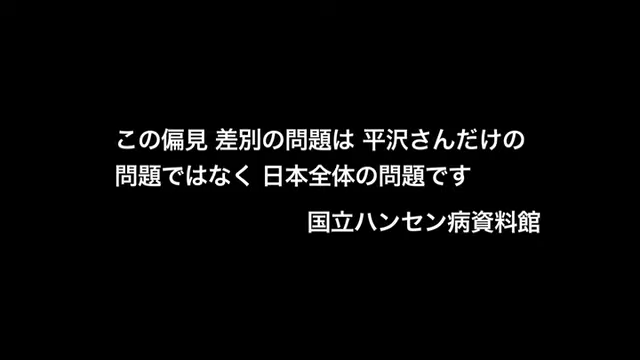 この偏見 差別の問題は 平沢さんだけの
問題ではなく 日本全体の問題です
国立ハンセン病資料館